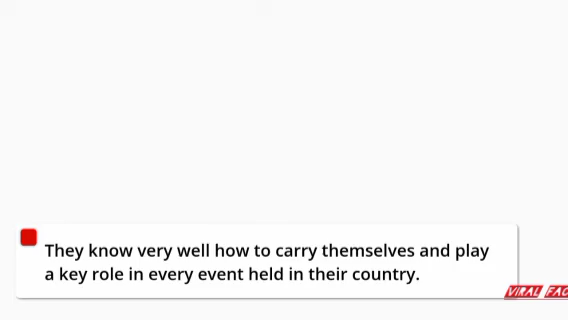 They know very well how to carry themselves and play
a key role in every event held in their country.
VIRAL FAC